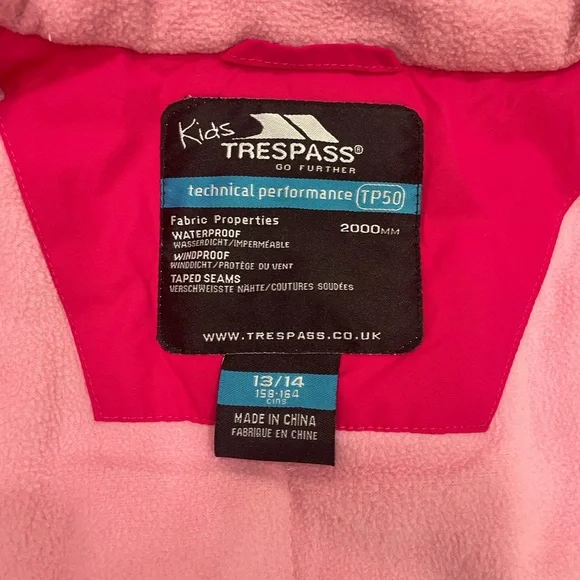 Kids
TRESPASS®
GO FURTHER
technical performance TP50
Fabric Properties
WATERPROOF 2000MM
WASSERDICHT/IMPERMÉABLE
WINDPROOF
WINDDICHT/PROTÈGE DU VENT
TAPED SEAMS
VERSCHWEISSTE NÄHTE/COUTURES SOUDÉES
WWW.TRESPASS.CO.UK
13/14
158-164
cms
MADE IN CHINA
FABRIQUE EN CHINE